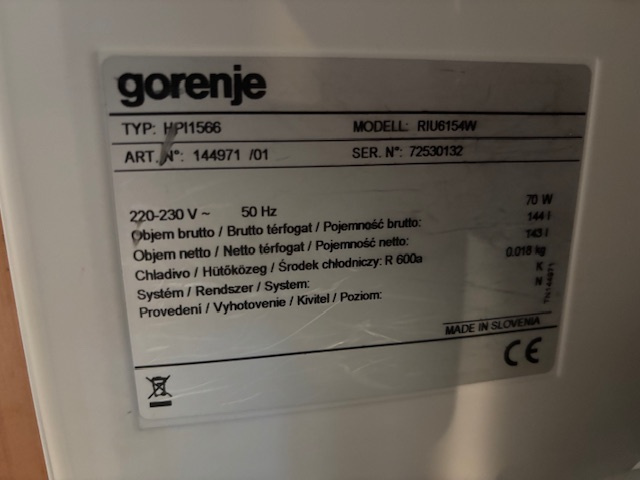 gorenje
TYP: HPI1566 MODELL: RIU6154W
ART. N°: 144971 /01 SER. N°: 72530132
220-230 V ~ 50 Hz 70 W
Objem brutto / Brutto térfogat / Pojemność brutto: 144 l
Objem netto / Netto térfogat / Pojemność netto: 143 l
Chladivo / Hűtőközeg / Środek chłodniczy: R 600a 0.018 kg
Systém / Rendszer / System: K
Provedení / Vyhotovenie / Kivitel / Poziom: N
TN144971
MADE IN SLOVENIA
CE